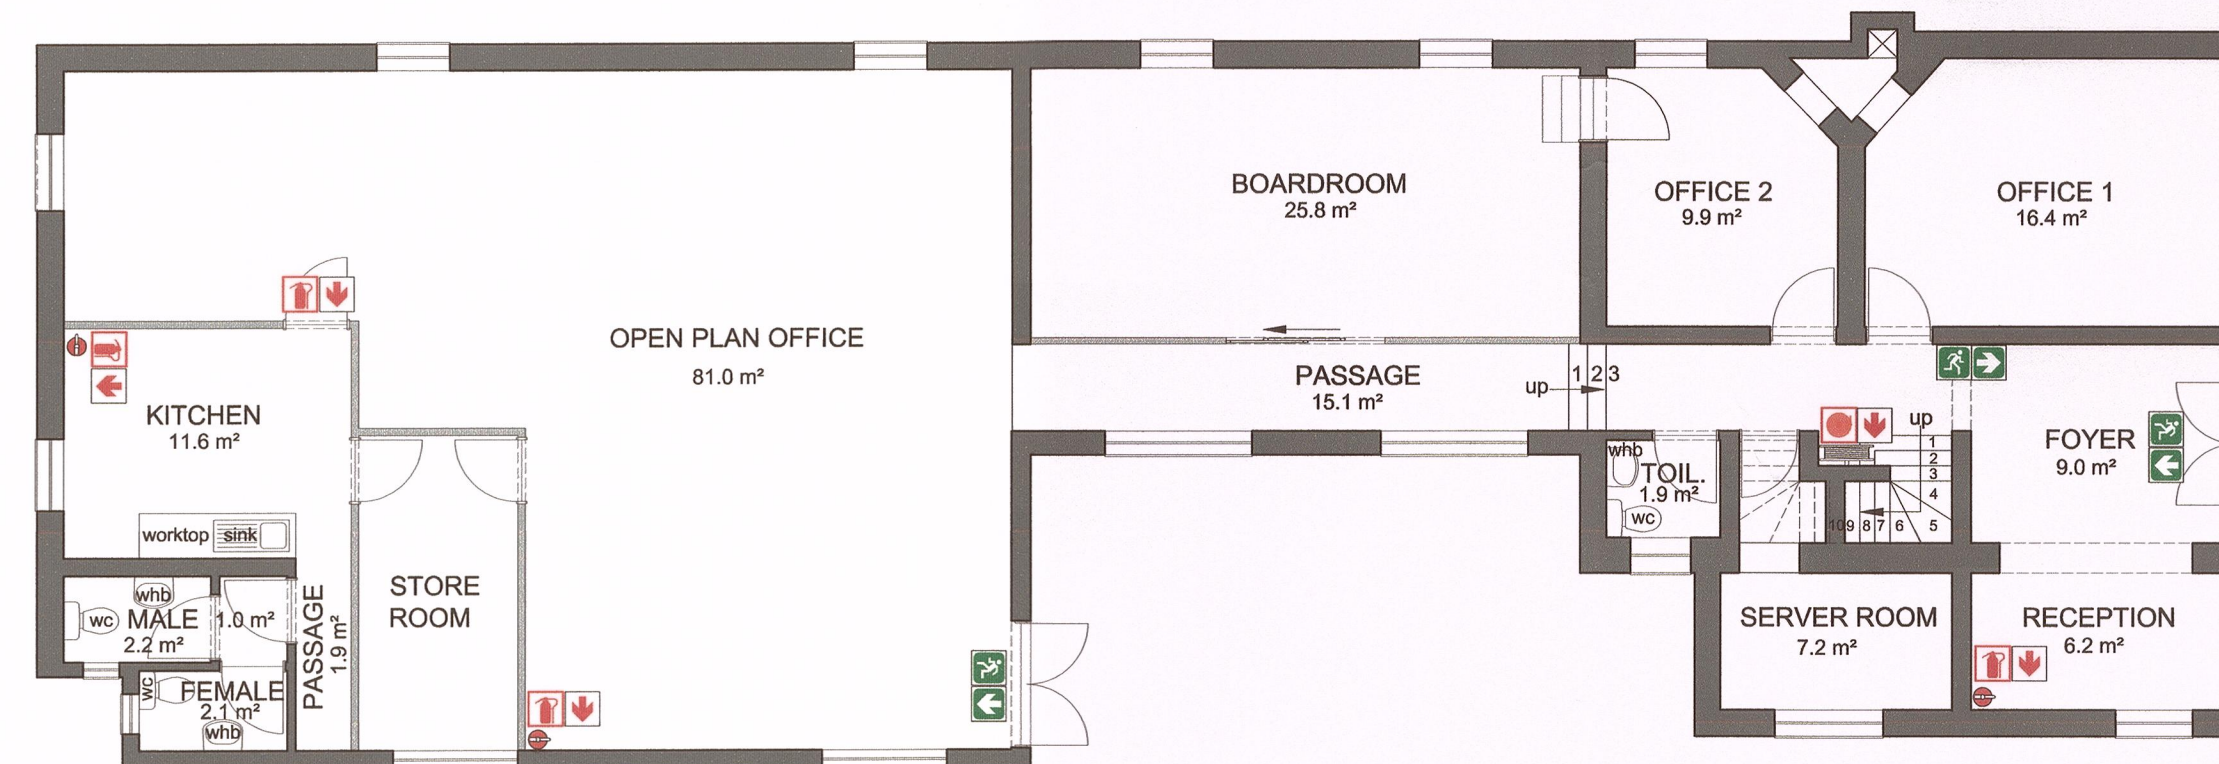 BOARDROOM
25.8 m²
OFFICE 2
9.9 m²
OFFICE 1
16.4 m²
OPEN PLAN OFFICE
81.0 m²
PASSAGE
15.1 m²
up
1 2 3
KITCHEN
11.6 m²
up
1
2
3
4
5
6
7
8
9
10
FOYER
9.0 m²
whb
TOIL.
1.9 m²
wc
worktop
sink
STORE
ROOM
whb
wc
MALE
2.2 m²
1.0 m²
PASSAGE
1.9 m²
wc
FEMALE
2.1 m²
whb
SERVER ROOM
7.2 m²
RECEPTION
6.2 m²